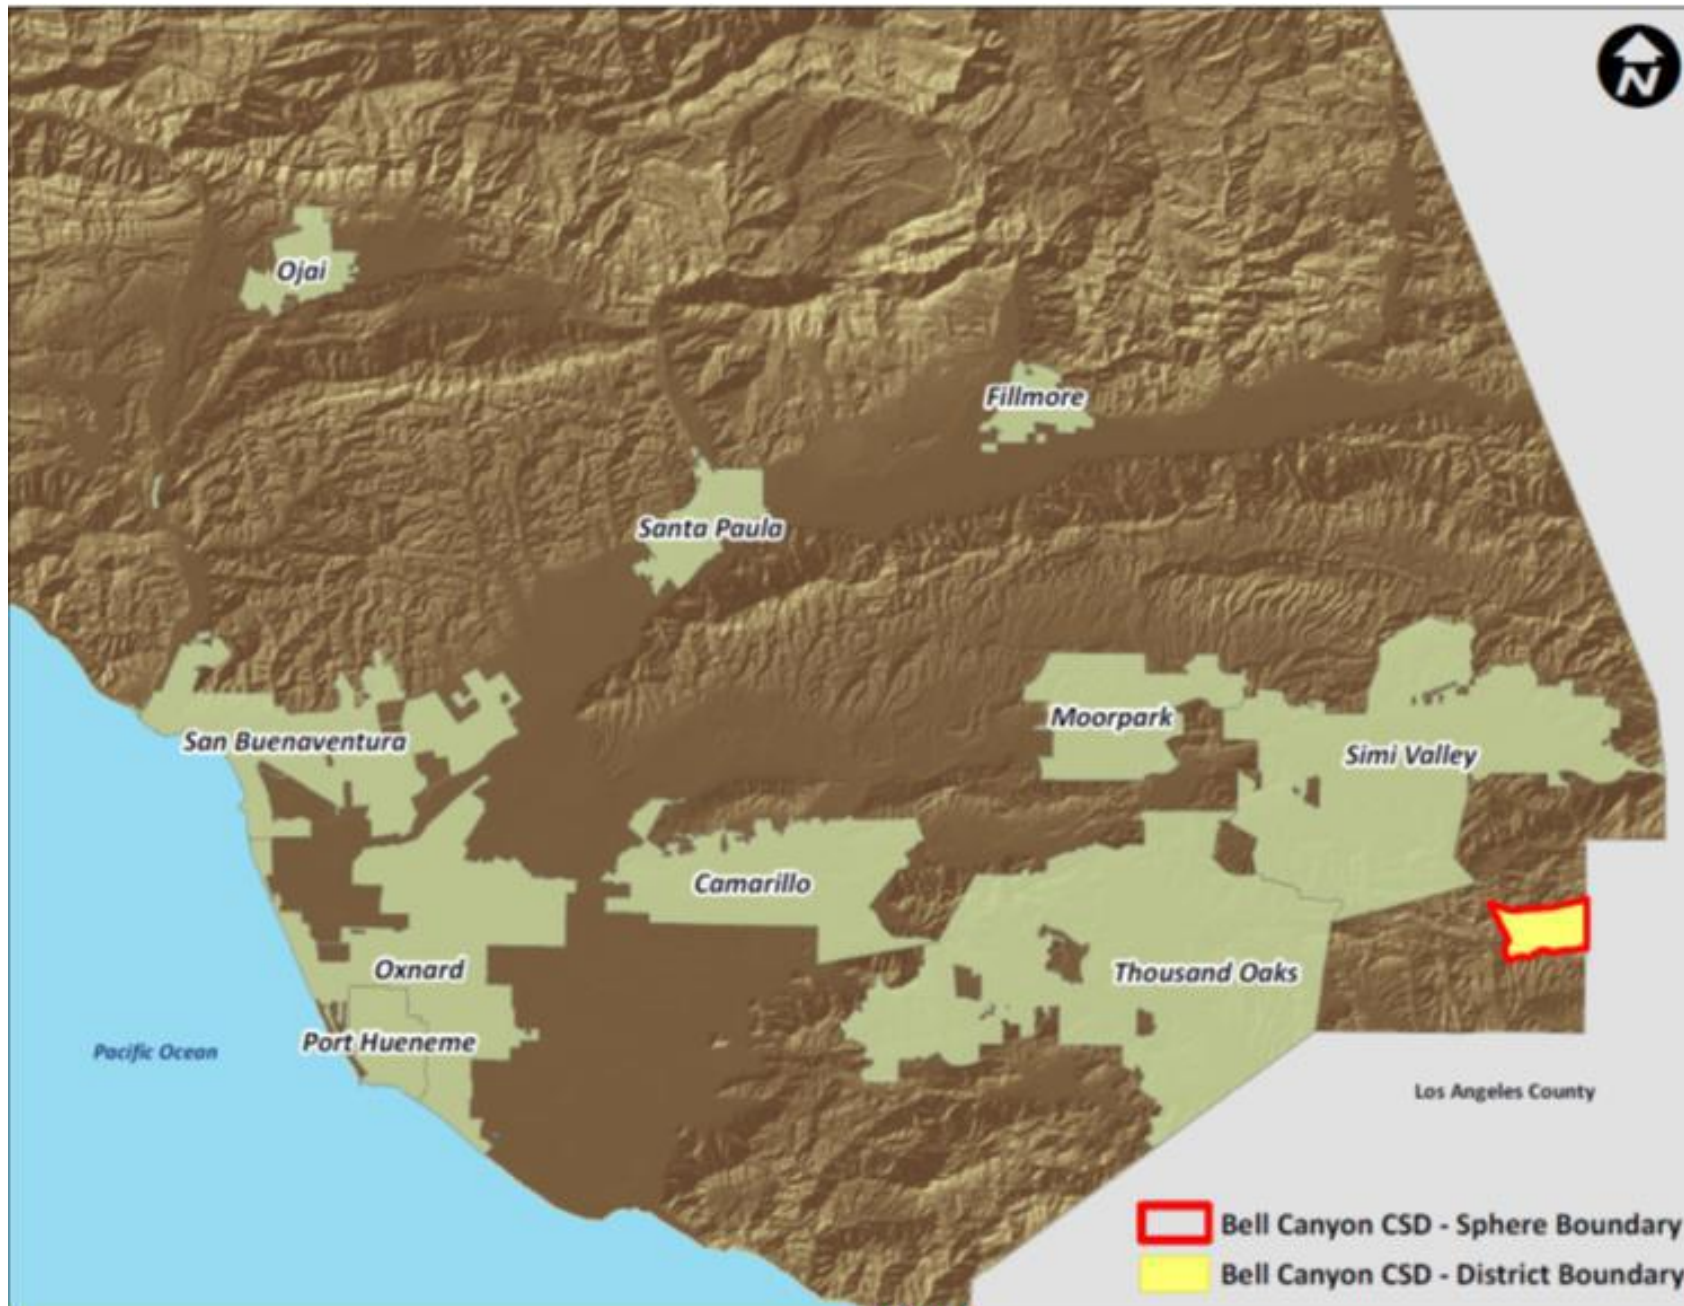 N
Ojai
Fillmore
Santa Paula
Moorpark
San Buenaventura
Simi Valley
Camarillo
Oxnard
Thousand Oaks
Port Hueneme
Pacific Ocean
Los Angeles County
Bell Canyon CSD - Sphere Boundary
Bell Canyon CSD - District Boundary